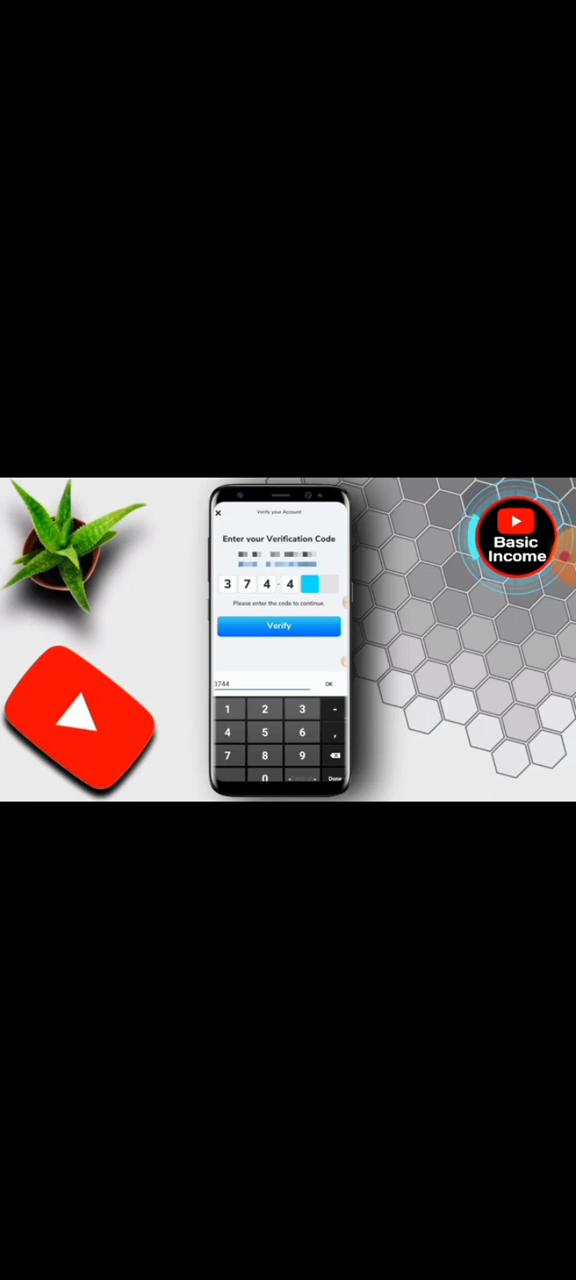 Verify your Account
Enter your Verification Code
3 7 4 - 4
Please enter the code to continue.
Verify
3744
OK
1 2 3 -
4 5 6 ,
7 8 9
0
Done
Basic
Income